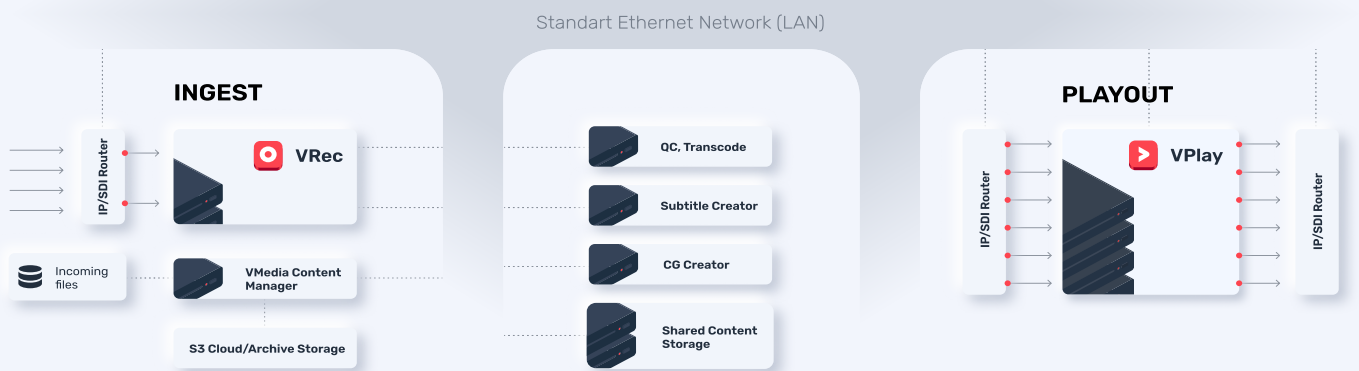 Standart Ethernet Network (LAN)
INGEST
IP/SDI Router
VRec
Incoming
files
VMedia Content
Manager
S3 Cloud/Archive Storage
QC, Transcode
Subtitle Creator
CG Creator
Shared Content
Storage
PLAYOUT
IP/SDI Router
VPlay
IP/SDI Router